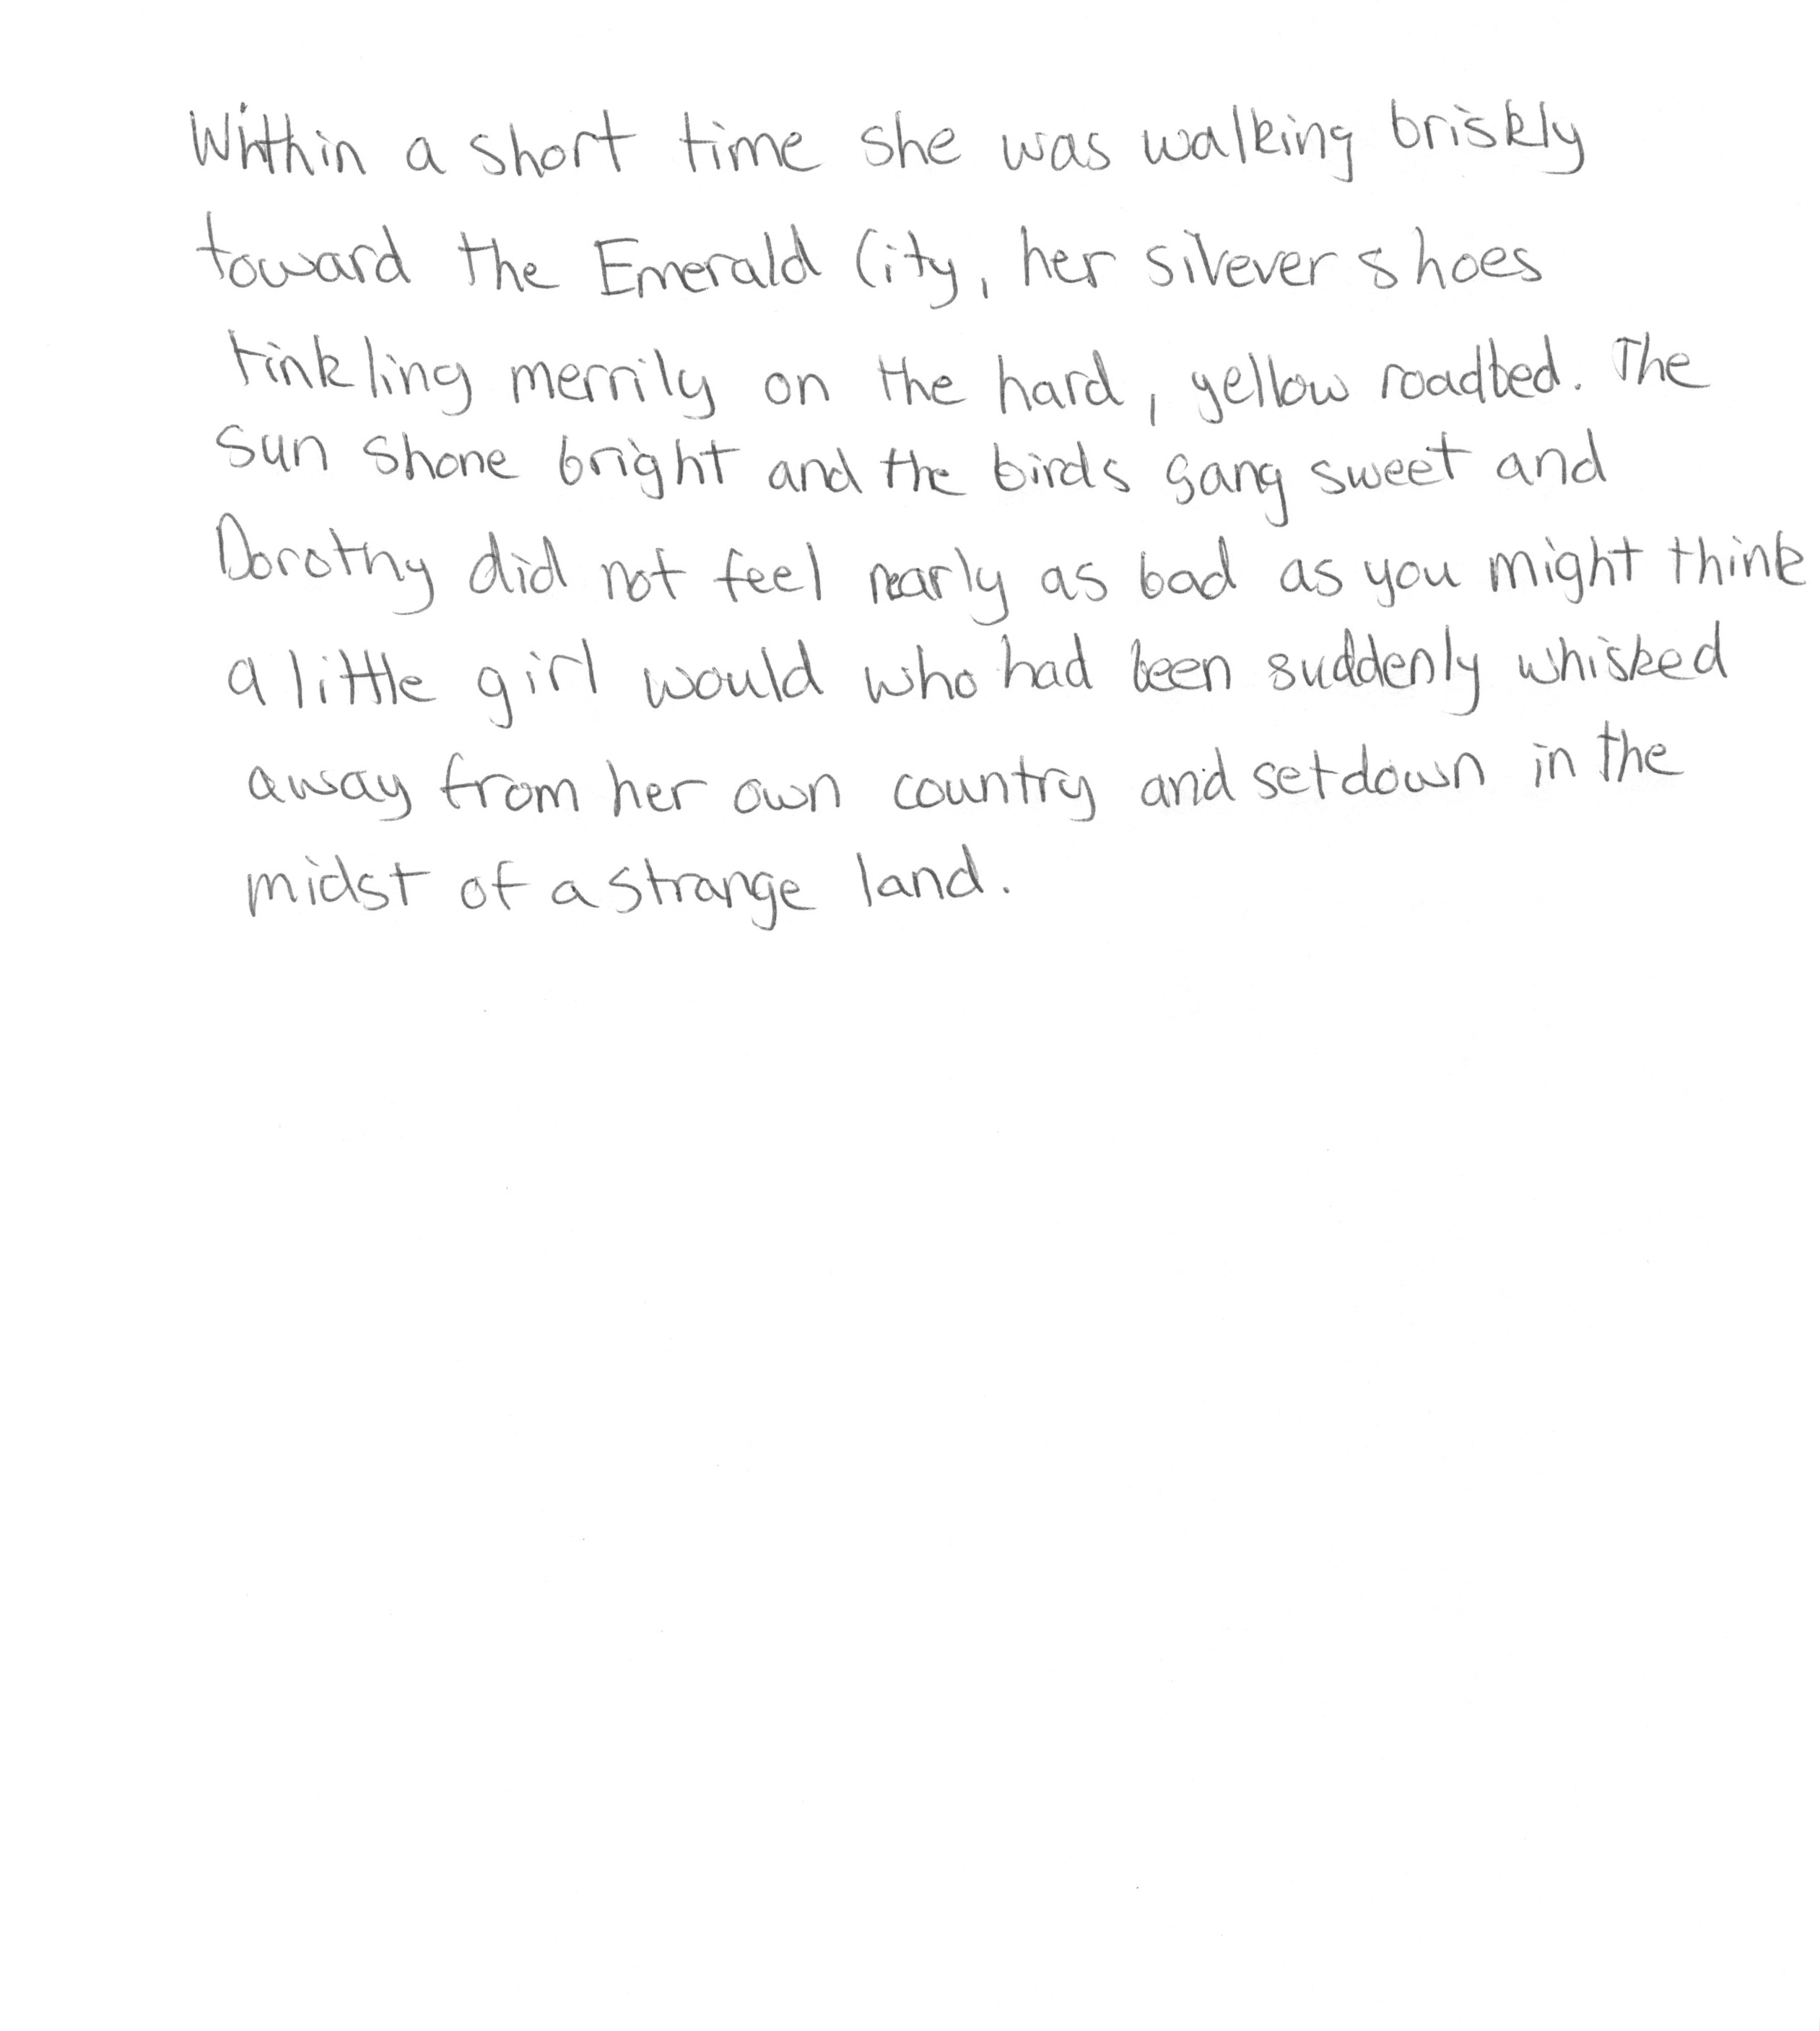 Within a short time she was walking briskly
toward the Emerald City, her silever shoes
tinkling merrily on the hard, yellow roadbed. The
sun shone bright and the birds sang sweet and
Dorothy did not feel nearly as bad as you might think
a little girl would who had been suddenly whisked
away from her own country and set down in the
midst of a strange land.